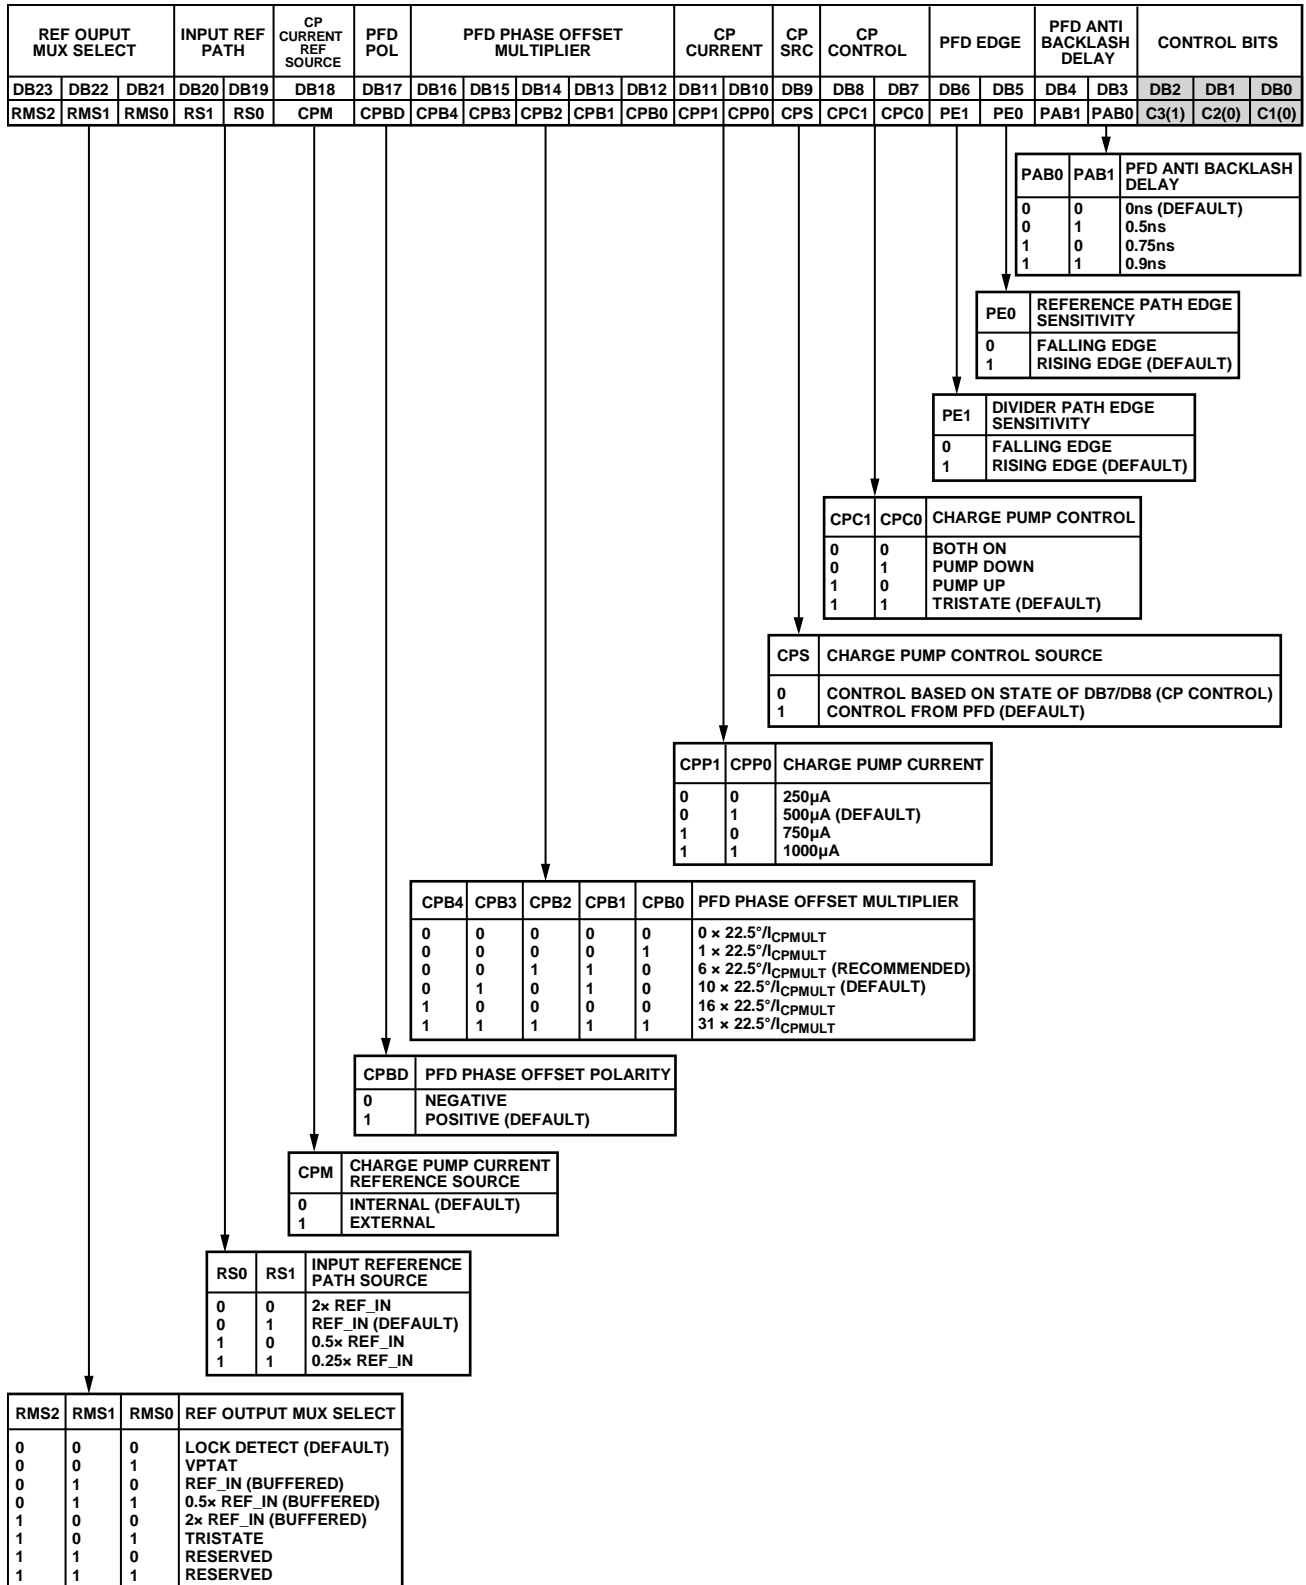 REF OUPUT MUX SELECT | INPUT REF PATH | CP CURRENT REF SOURCE | PFD POL | PFD PHASE OFFSET MULTIPLIER | CP CURRENT | CP SRC | CP CONTROL | PFD EDGE | PFD ANTI BACKLASH DELAY | CONTROL BITS
DB23 DB22 DB21 DB20 DB19 DB18 DB17 DB16 DB15 DB14 DB13 DB12 DB11 DB10 DB9 DB8 DB7 DB6 DB5 DB4 DB3 DB2 DB1 DB0
RMS2 RMS1 RMS0 RS1 RS0 CPM CPBD CPB4 CPB3 CPB2 CPB1 CPB0 CPP1 CPP0 CPS CPC1 CPC0 PE1 PE0 PAB1 PAB0 C3(1) C2(0) C1(0)
PAB0 PAB1 PFD ANTI BACKLASH DELAY
0 0 0ns (DEFAULT)
0 1 0.5ns
1 0 0.75ns
1 1 0.9ns
PE0 REFERENCE PATH EDGE SENSITIVITY
0 FALLING EDGE
1 RISING EDGE (DEFAULT)
PE1 DIVIDER PATH EDGE SENSITIVITY
0 FALLING EDGE
1 RISING EDGE (DEFAULT)
CPC1 CPC0 CHARGE PUMP CONTROL
0 0 BOTH ON
0 1 PUMP DOWN
1 0 PUMP UP
1 1 TRISTATE (DEFAULT)
CPS CHARGE PUMP CONTROL SOURCE
0 CONTROL BASED ON STATE OF DB7/DB8 (CP CONTROL)
1 CONTROL FROM PFD (DEFAULT)
CPP1 CPP0 CHARGE PUMP CURRENT
0 0 250µA
0 1 500µA (DEFAULT)
1 0 750µA
1 1 1000µA
CPB4 CPB3 CPB2 CPB1 CPB0 PFD PHASE OFFSET MULTIPLIER
0 0 0 0 0 0 × 22.5°/ICPMULT
0 0 0 0 1 1 × 22.5°/ICPMULT
0 0 1 1 0 6 × 22.5°/ICPMULT (RECOMMENDED)
0 1 0 1 0 10 × 22.5°/ICPMULT (DEFAULT)
1 0 0 0 0 16 × 22.5°/ICPMULT
1 1 1 1 1 31 × 22.5°/ICPMULT
CPBD PFD PHASE OFFSET POLARITY
0 NEGATIVE
1 POSITIVE (DEFAULT)
CPM CHARGE PUMP CURRENT REFERENCE SOURCE
0 INTERNAL (DEFAULT)
1 EXTERNAL
RS0 RS1 INPUT REFERENCE PATH SOURCE
0 0 2× REF_IN
0 1 REF_IN (DEFAULT)
1 0 0.5× REF_IN
1 1 0.25× REF_IN
RMS2 RMS1 RMS0 REF OUTPUT MUX SELECT
0 0 0 LOCK DETECT (DEFAULT)
0 0 1 VPTAT
0 1 0 REF_IN (BUFFERED)
0 1 1 0.5× REF_IN (BUFFERED)
1 0 0 2× REF_IN (BUFFERED)
1 0 1 TRISTATE
1 1 0 RESERVED
1 1 1 RESERVED